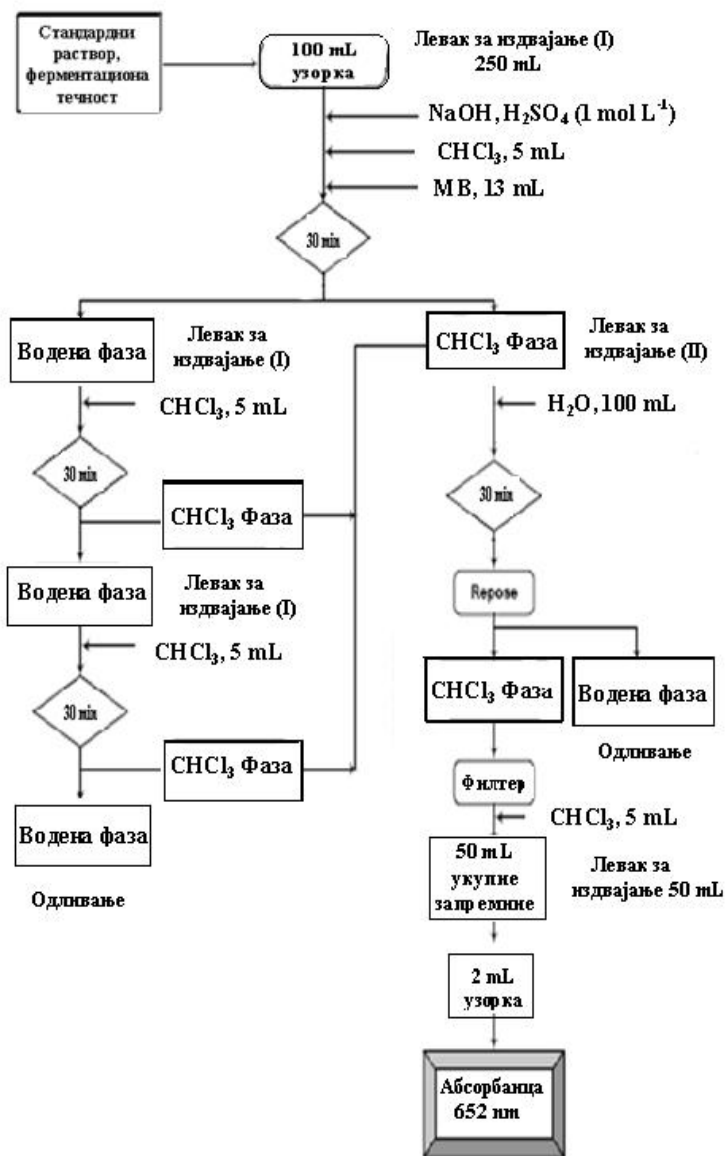 Стандардни
раствор,
ферментациона
течност
100 mL
узорка
Левак за издвајање (I)
250 mL
NaOH, H₂SO₄ (1 mol L⁻¹)
CHCl₃, 5 mL
MB, 13 mL
30 min
Водена фаза
Левак за
издвајање (I)
CHCl₃ Фаза
Левак за
издвајање (II)
CHCl₃, 5 mL
H₂O, 100 mL
30 min
30 min
CHCl₃ Фаза
Водена фаза
Левак за
издвајање (I)
Repose
CHCl₃, 5 mL
CHCl₃ Фаза
Водена фаза
30 min
Одливање
CHCl₃ Фаза
Филтер
Водена фаза
CHCl₃, 5 mL
Одливање
50 mL
укупне
запремине
Левак за
издвајање 50 mL
2 mL
узорка
Абсорбанца
652 nm